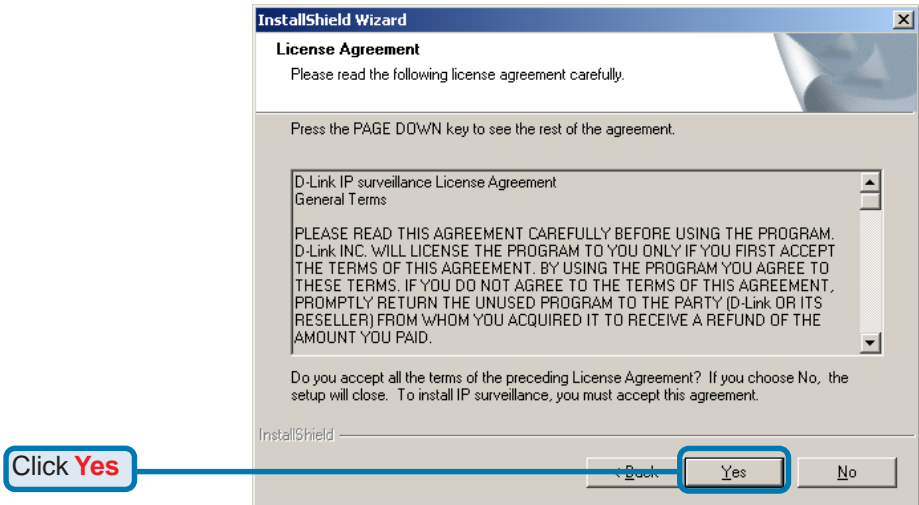 InstallShield Wizard
License Agreement
Please read the following license agreement carefully.
Press the PAGE DOWN key to see the rest of the agreement.
D-Link IP surveillance License Agreement
General Terms
PLEASE READ THIS AGREEMENT CAREFULLY BEFORE USING THE PROGRAM.
D-Link INC. WILL LICENSE THE PROGRAM TO YOU ONLY IF YOU FIRST ACCEPT
THE TERMS OF THIS AGREEMENT. BY USING THE PROGRAM YOU AGREE TO
THESE TERMS. IF YOU DO NOT AGREE TO THE TERMS OF THIS AGREEMENT,
PROMPTLY RETURN THE UNUSED PROGRAM TO THE PARTY (D-Link OR ITS
RESELLER) FROM WHOM YOU ACQUIRED IT TO RECEIVE A REFUND OF THE
AMOUNT YOU PAID.
Do you accept all the terms of the preceding License Agreement? If you choose No, the
setup will close. To install IP surveillance, you must accept this agreement.
InstallShield
Click Yes
< Back Yes No